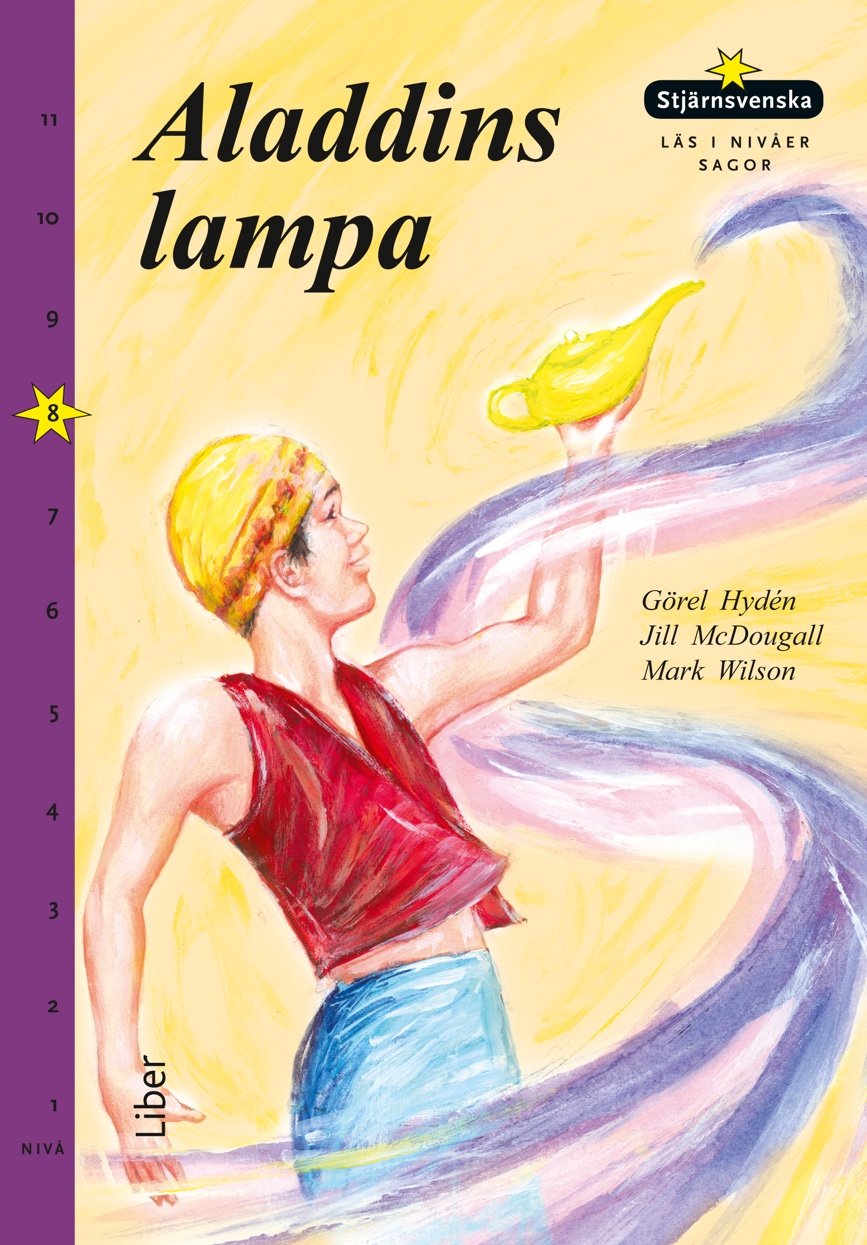 Aladdins
lampa
Stjärnsvenska
LÄS I NIVÅER
SAGOR
11
10
9
8
7
6
5
4
3
2
1
NIVÅ
Görel Hydén
Jill McDougall
Mark Wilson
Liber